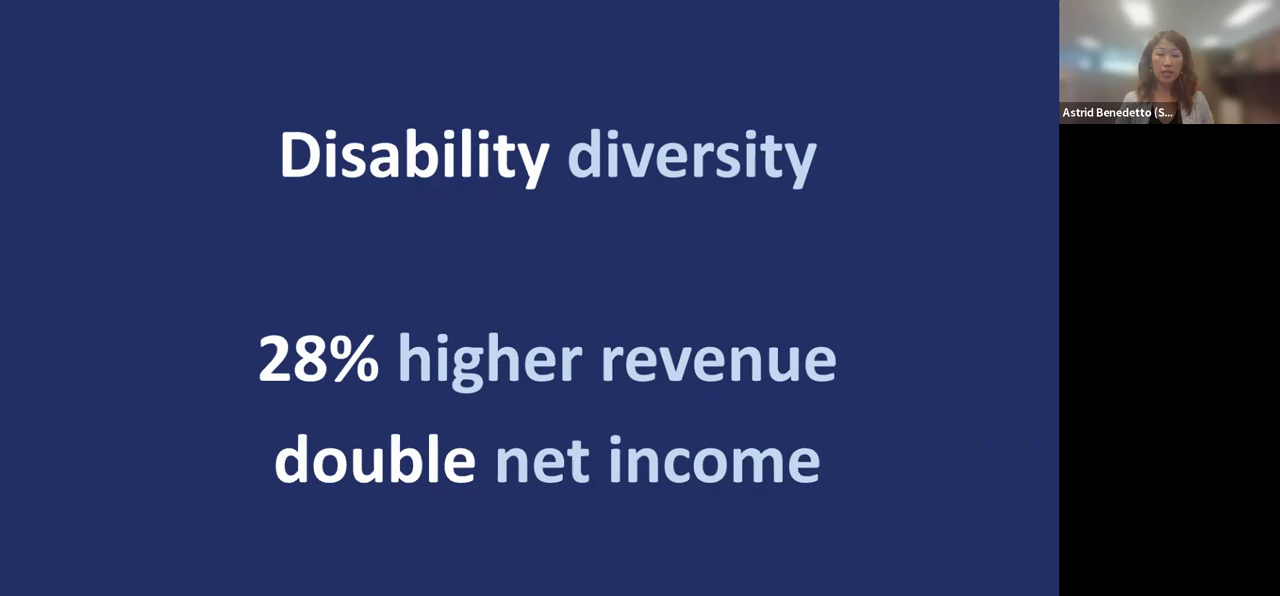 Disability diversity
28% higher revenue
double net income
Astrid Benedetto (S...